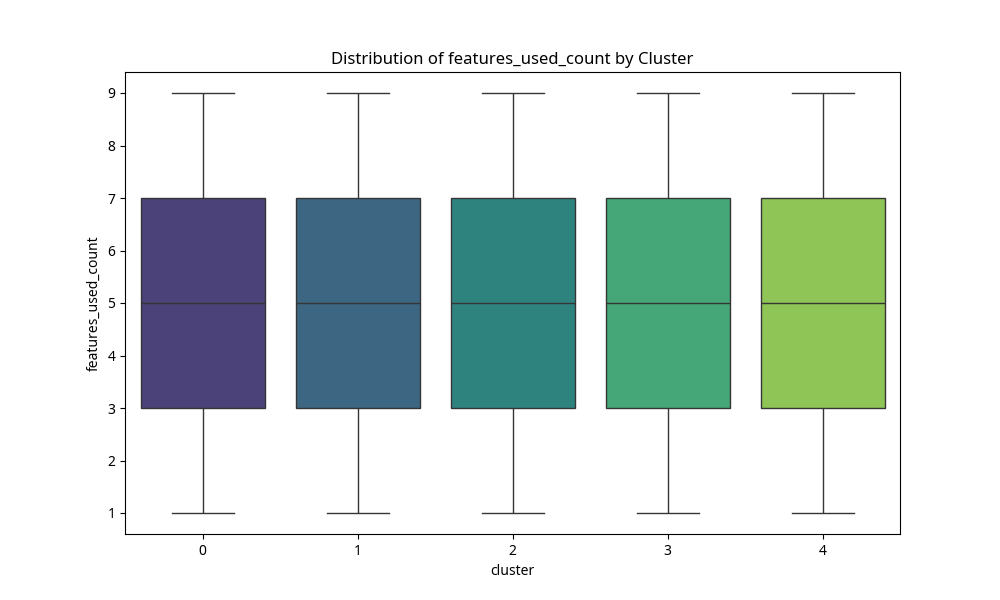 Distribution of features_used_count by Cluster
9
8
7
6
5
4
3
2
1
features_used_count
0 1 2 3 4
cluster